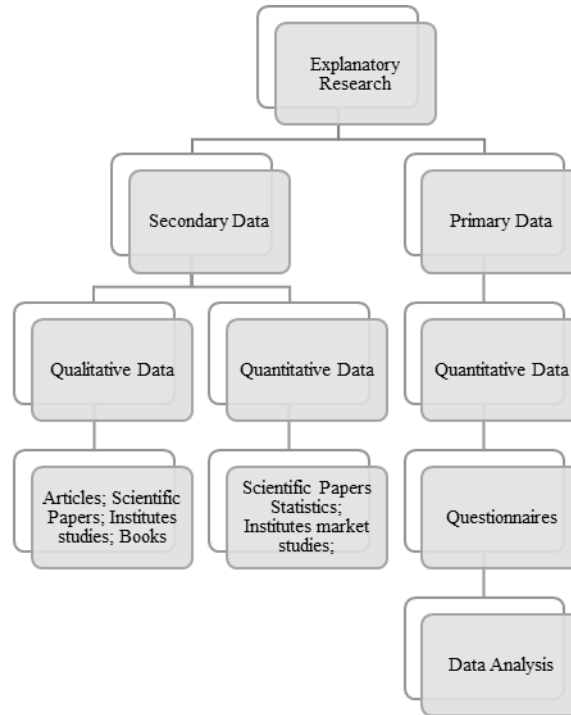 Explanatory
Research
Secondary Data
Primary Data
Qualitative Data
Quantitative Data
Quantitative Data
Articles; Scientific
Papers; Institutes
studies; Books
Scientific Papers
Statistics;
Institutes market
studies;
Questionnaires
Data Analysis